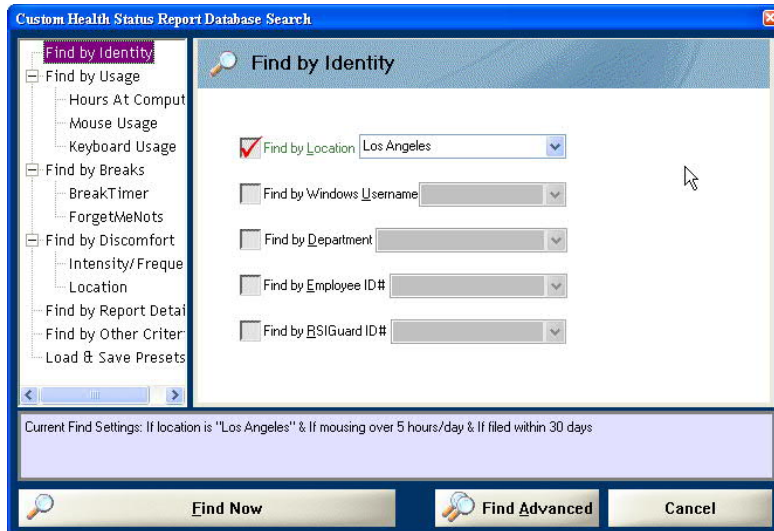 Custom Health Status Report Database Search
Find by Identity
Find by Usage
Hours At Comput
Mouse Usage
Keyboard Usage
Find by Breaks
BreakTimer
ForgetMeNots
Find by Discomfort
Intensity/Freque
Location
Find by Report Detai
Find by Other Criter
Load & Save Presets
Find by Identity
Find by Location Los Angeles
Find by Windows Username
Find by Department
Find by Employee ID#
Find by RSIGuard ID#
Current Find Settings: If location is "Los Angeles" & If mousing over 5 hours/day & If filed within 30 days
Find Now
Find Advanced
Cancel